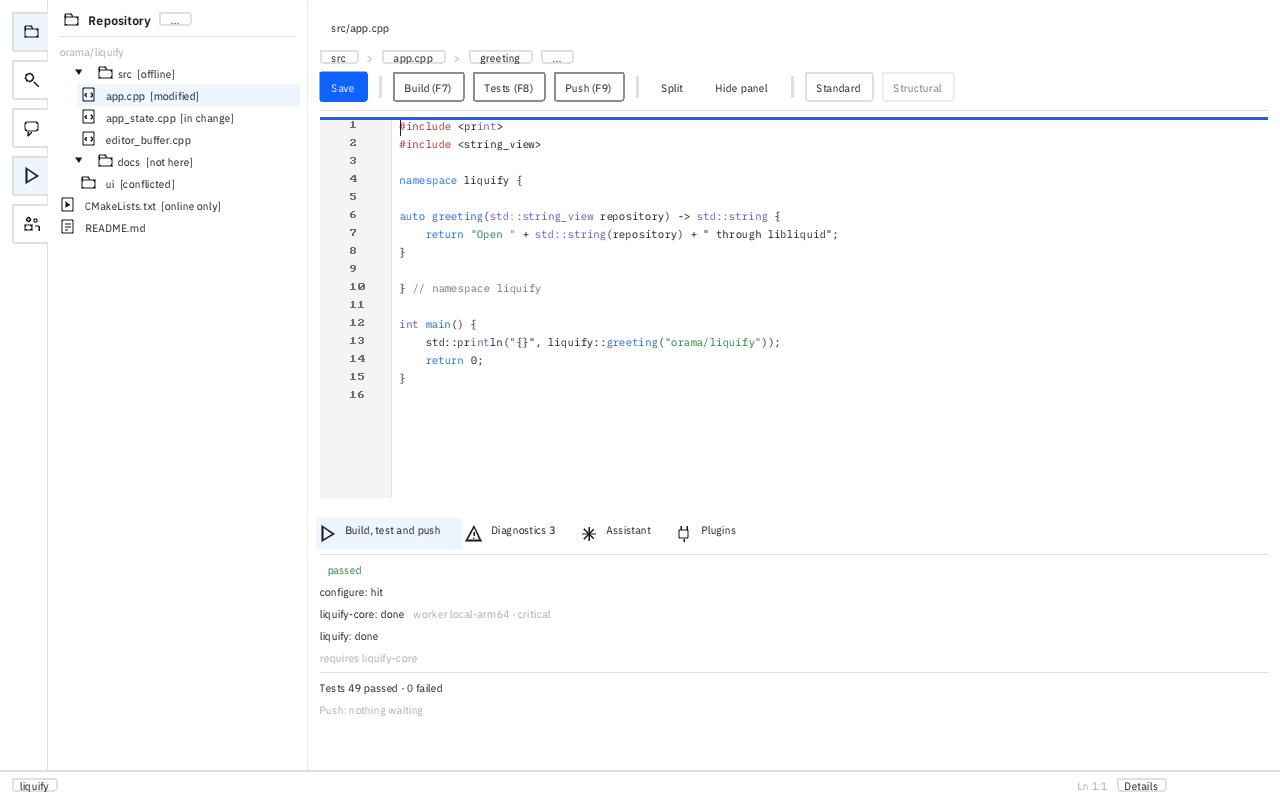 Repository ...
orama/liquify
src [offline]
app.cpp [modified]
app_state.cpp [in change]
editor_buffer.cpp
docs [not here]
ui [conflicted]
CMakeLists.txt [online only]
README.md
src/app.cpp
src > app.cpp > greeting ...
Save Build (F7) Tests (F8) Push (F9) Split Hide panel Standard Structural
1 #include <print>
2 #include <string_view>
3
4 namespace liquify {
5
6 auto greeting(std::string_view repository) -> std::string {
7 return "Open " + std::string(repository) + " through libliquid";
8 }
9
10 } // namespace liquify
11
12 int main() {
13 std::println("{}", liquify::greeting("orama/liquify"));
14 return 0;
15 }
16
Build, test and push Diagnostics 3 Assistant Plugins
passed
configure: hit
liquify-core: done worker local-arm64 · critical
liquify: done
requires liquify-core
Tests 49 passed · 0 failed
Push: nothing waiting
liquify Ln 1:1 Details